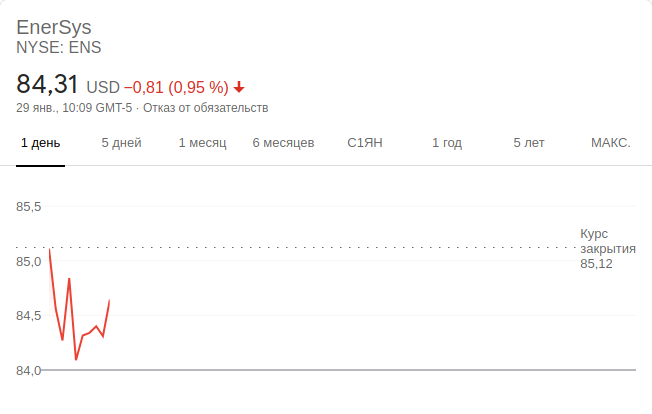 EnerSys
NYSE: ENS
84,31 USD −0,81 (0,95 %)
29 янв., 10:09 GMT-5 · Отказ от обязательств
1 день 5 дней 1 месяц 6 месяцев С1ЯН 1 год 5 лет МАКС.
85,5
Курс
закрытия
85,12
85,0
84,5
84,0